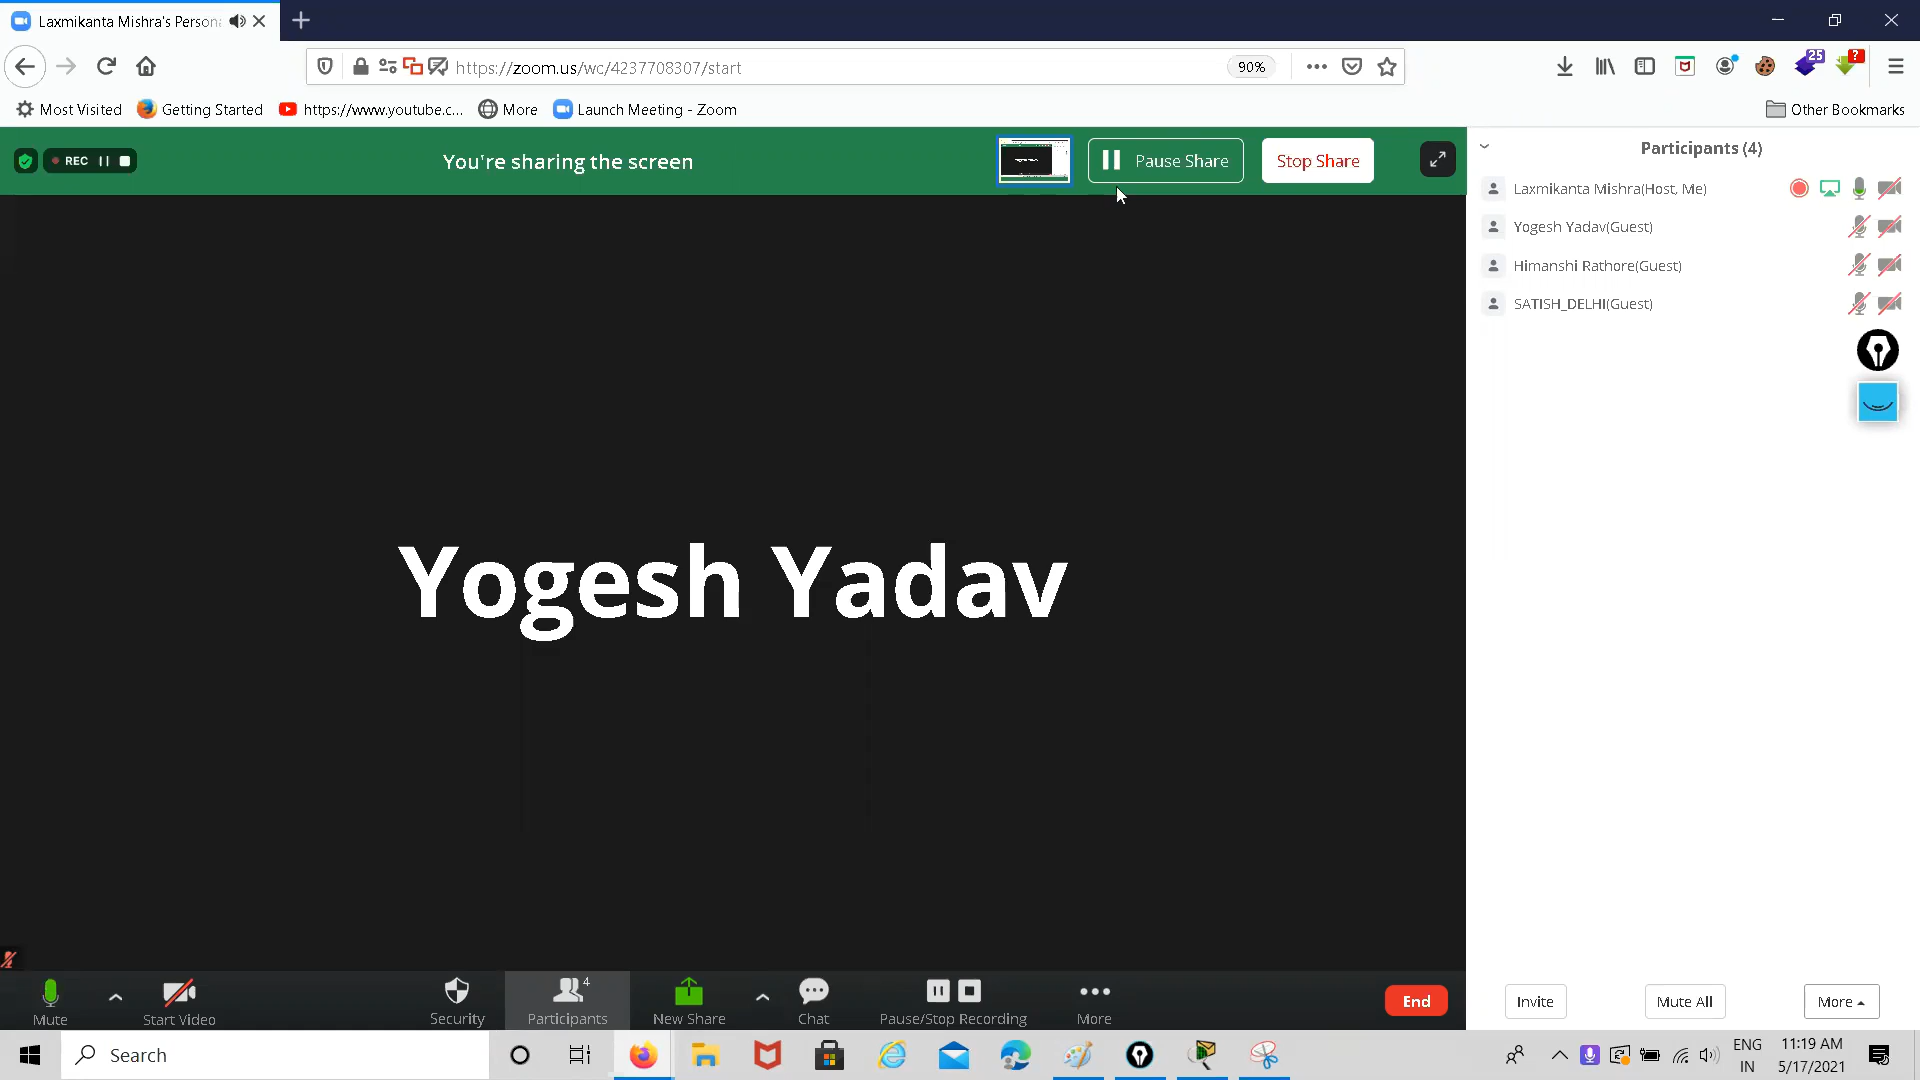 Laxmikanta Mishra's Person
https://zoom.us/wc/4237708307/start
90%
25
?
Most Visited
Getting Started
https://www.youtube.c...
More
Launch Meeting - Zoom
Other Bookmarks
REC
You're sharing the screen
Pause Share
Stop Share
Participants (4)
Laxmikanta Mishra(Host, Me)
Yogesh Yadav(Guest)
Himanshi Rathore(Guest)
SATISH_DELHI(Guest)
Yogesh Yadav
Mute
Start Video
Security
4
Participants
New Share
Chat
Pause/Stop Recording
More
End
Invite
Mute All
More
Search
ENG
IN
11:19 AM
5/17/2021